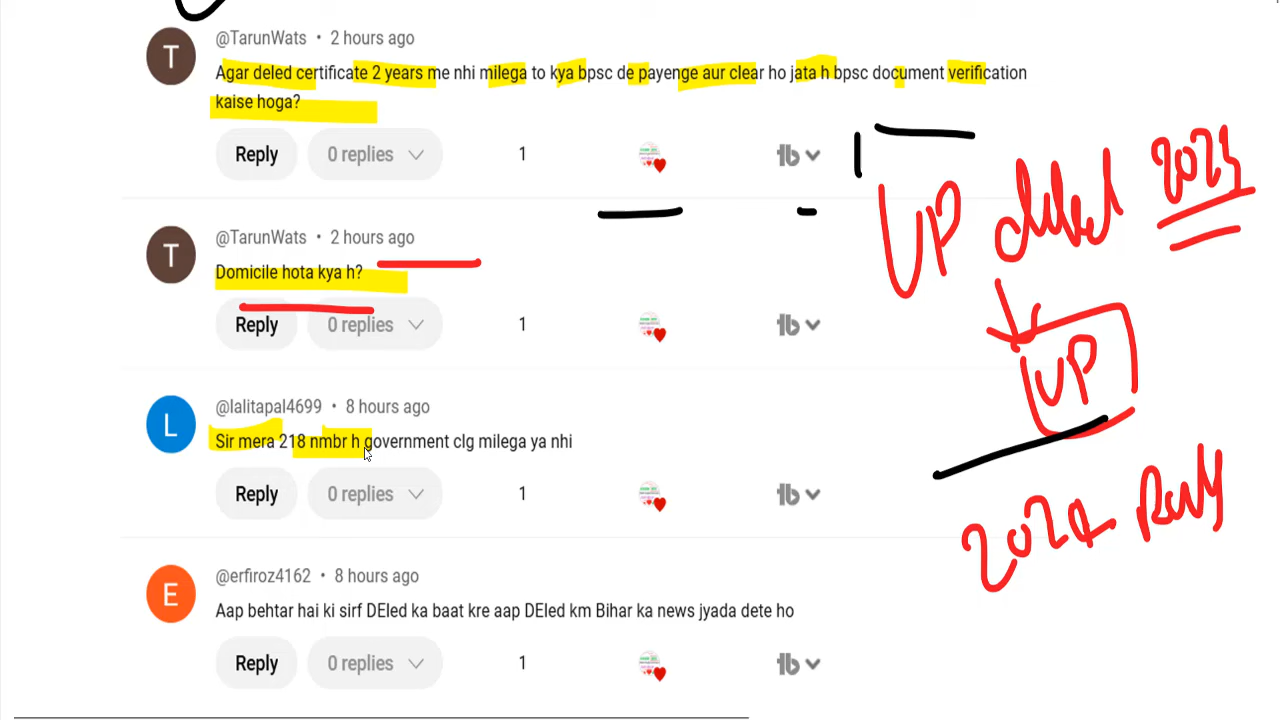 @TarunWats • 2 hours ago
Agar deled certificate 2 years me nhi milega to kya bpsc de payenge aur clear ho jata h bpsc document verification
kaise hoga?
Reply 0 replies 1
@TarunWats • 2 hours ago
Domicile hota kya h?
Reply 0 replies 1
@lalitapal4699 • 8 hours ago
Sir mera 218 nmbr h government clg milega ya nhi
Reply 0 replies 1
@erfiroz4162 • 8 hours ago
Aap behtar hai ki sirf DEled ka baat kre aap DEled km Bihar ka news jyada dete ho
Reply 0 replies 1
T
T
L
E
UP deled
UP